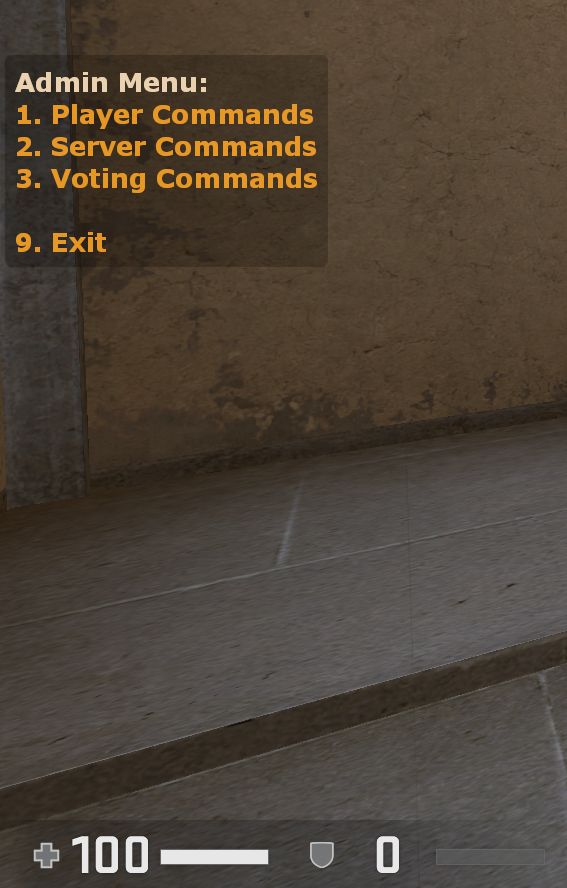 Admin Menu:
1. Player Commands
2. Server Commands
3. Voting Commands
9. Exit
100 0